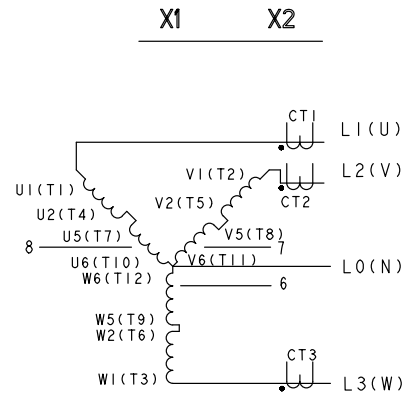 X1 X2
CT1
L1(U)
V1(T2)
L2(V)
U1(T1)
V2(T5)
CT2
U2(T4)
U5(T7)
V5(T8)
8
7
U6(T10)
V6(T11)
L0(N)
W6(T12)
6
W5(T9)
W2(T6)
CT3
W1(T3)
L3(W)